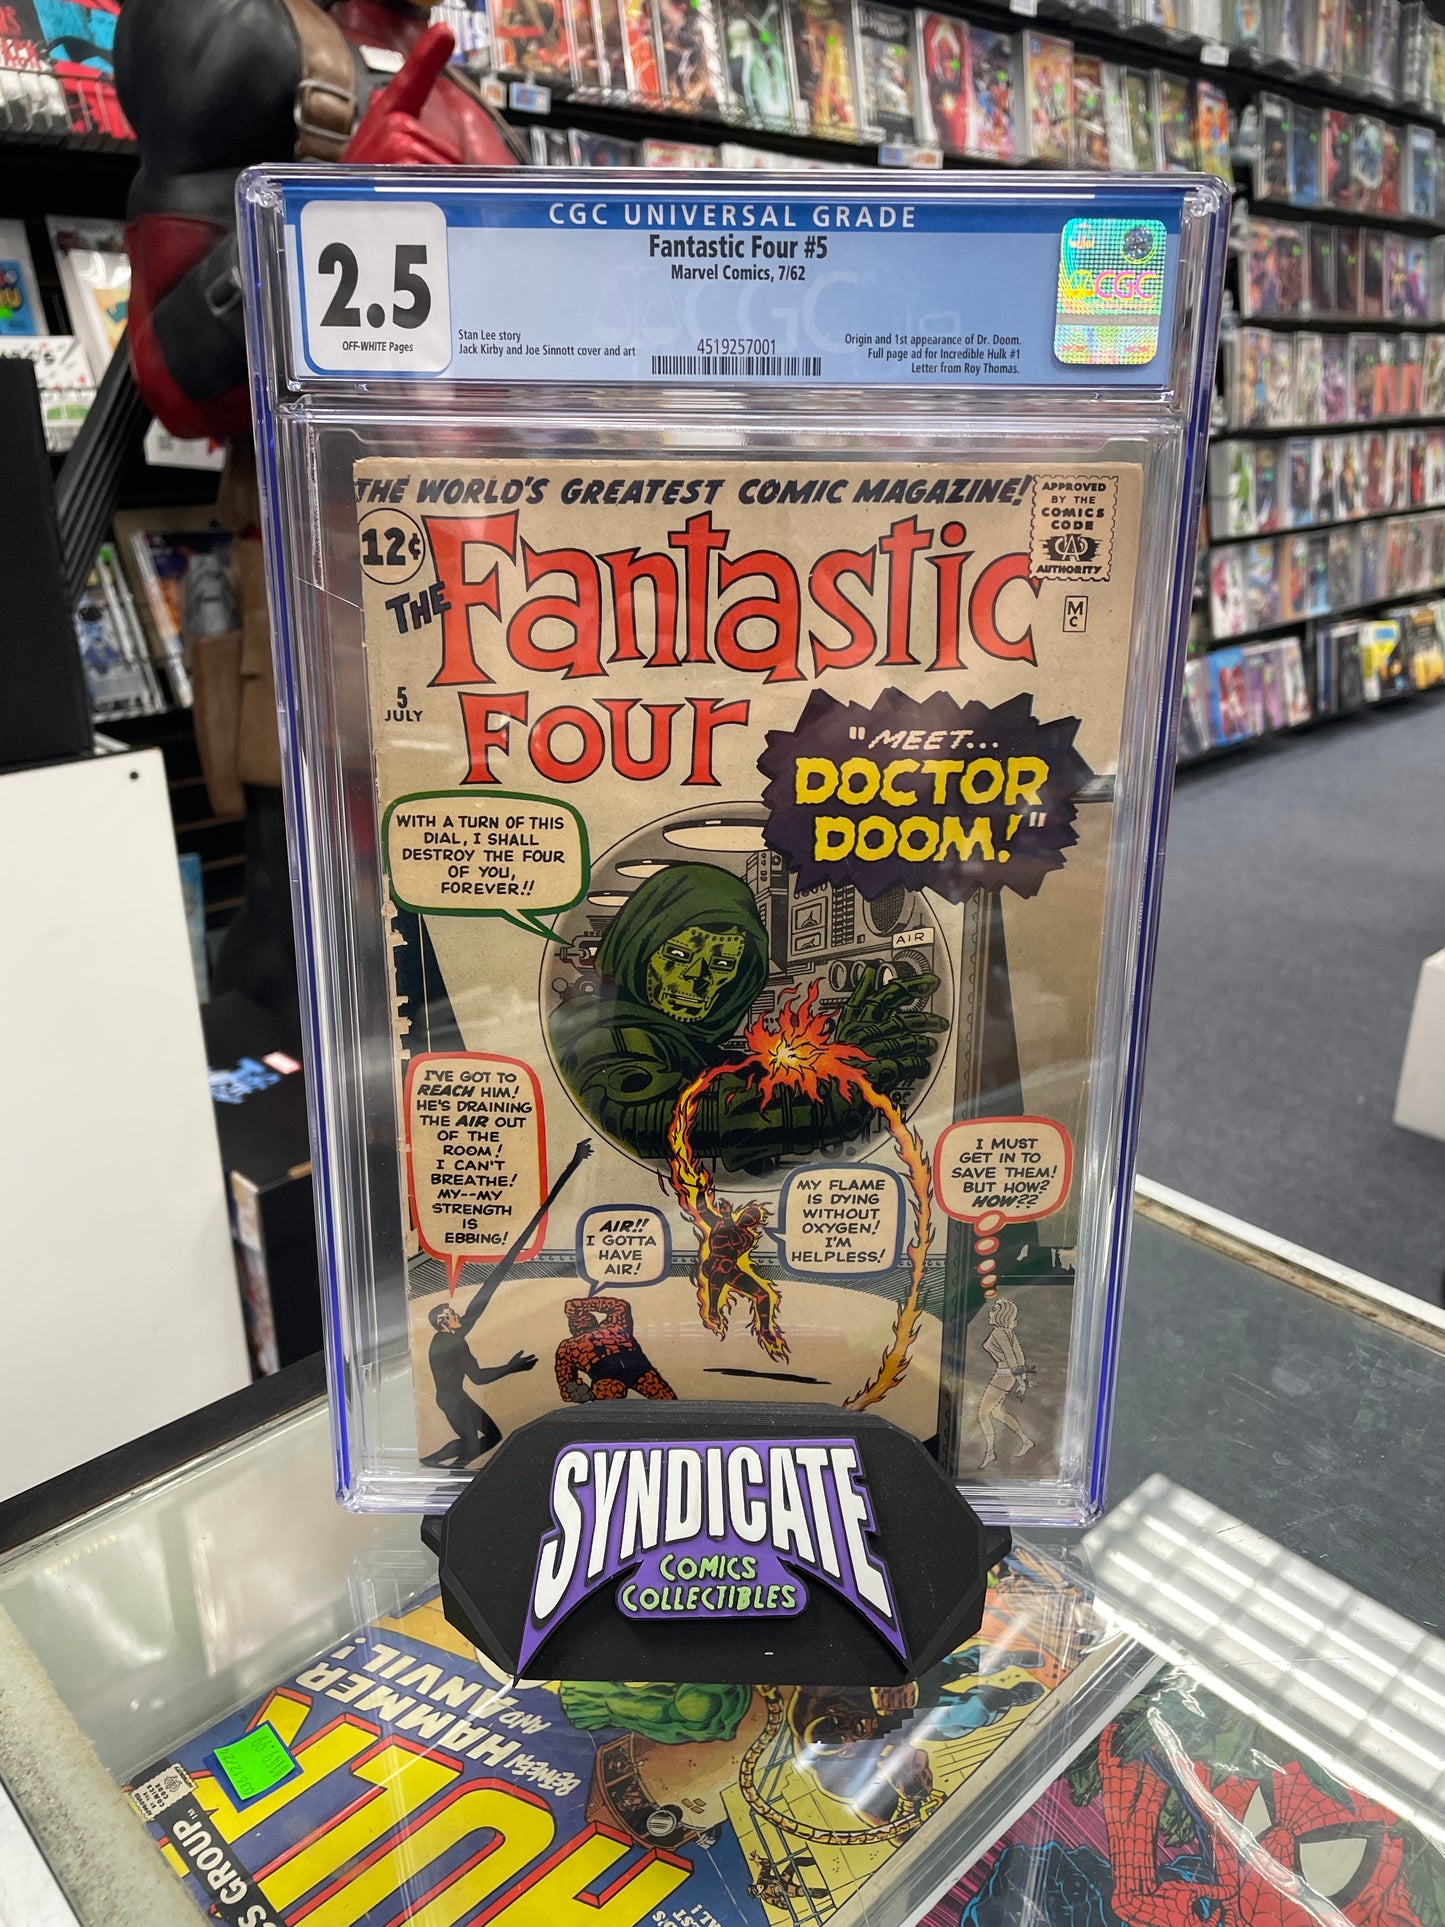 CGC UNIVERSAL GRADE
2.5
OFF-WHITE Pages
Fantastic Four #5
Marvel Comics, 7/62
Stan Lee story
Jack Kirby and Joe Sinnott cover and art
4519257001
Origin and 1st appearance of Dr. Doom.
Full page ad for Incredible Hulk #1
Letter from Roy Thomas.
CGC
THE WORLD'S GREATEST COMIC MAGAZINE!
APPROVED
BY THE
COMICS
CODE
CA
AUTHORITY
12¢
THE
Fantastic
Four
M
C
5
JULY
"MEET...
DOCTOR
DOOM!"
WITH A TURN OF THIS
DIAL, I SHALL
DESTROY THE FOUR
OF YOU,
FOREVER!!
AIR
I'VE GOT TO
REACH HIM!
HE'S DRAINING
THE AIR OUT
OF THE
ROOM!
I CAN'T
BREATHE!
MY--MY
STRENGTH
IS
EBBING!
AIR!!
I GOTTA
HAVE
AIR!
MY FLAME
IS DYING
WITHOUT
OXYGEN!
I'M
HELPLESS!
I MUST
GET IN TO
SAVE THEM!
BUT HOW?
HOW??
SYNDICATE
COMICS
COLLECTIBLES
BETWEEN HAMMER
AND ANVIL!
HULK
GROUP